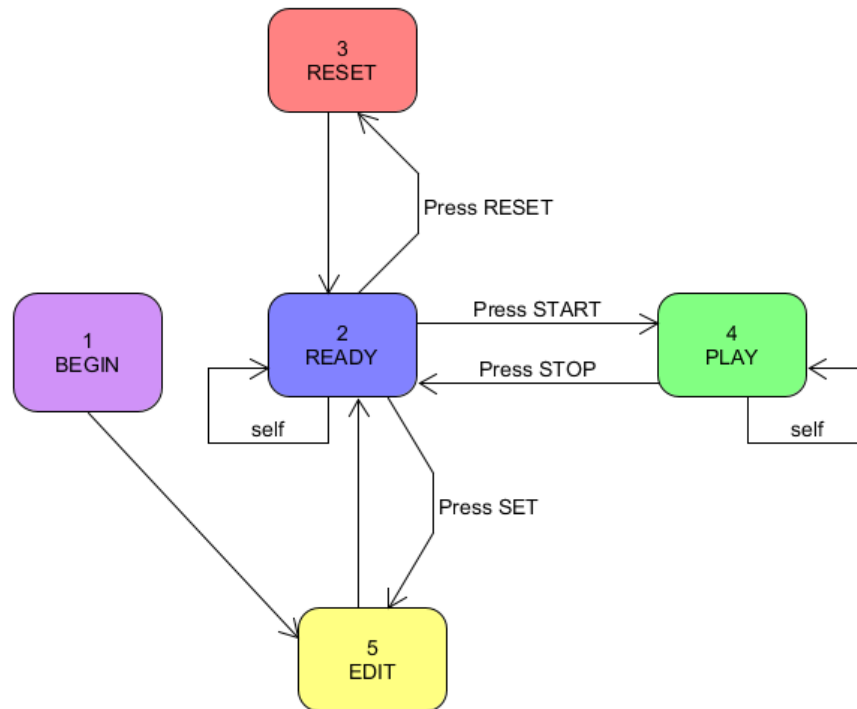 3
RESET
Press RESET
1
BEGIN
2
READY
Press START
Press STOP
4
PLAY
self
self
Press SET
5
EDIT